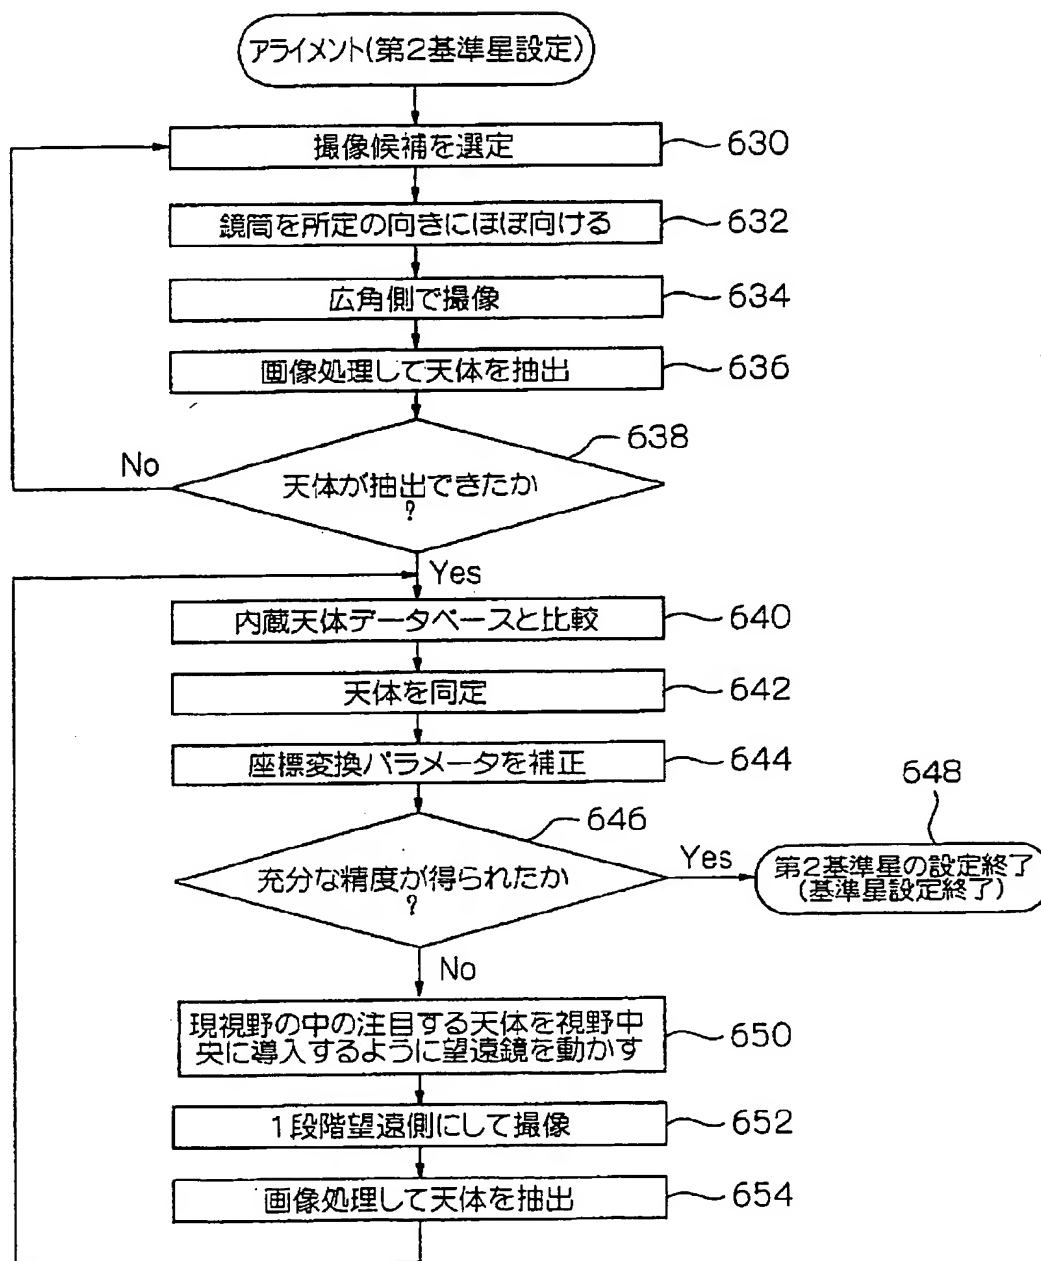 アライメント(第2基準星設定)
撮像候補を選定
630
鏡筒を所定の向きにほぼ向ける
632
広角側で撮像
634
画像処理して天体を抽出
636
638
No
天体が抽出できたか
?
Yes
内蔵天体データベースと比較
640
天体を同定
642
座標変換パラメータを補正
644
648
646
充分な精度が得られたか
?
Yes
第2基準星の設定終了
(基準星設定終了)
No
現視野の中の注目する天体を視野中
央に導入するように望遠鏡を動かす
650
1段階望遠側にして撮像
652
画像処理して天体を抽出
654